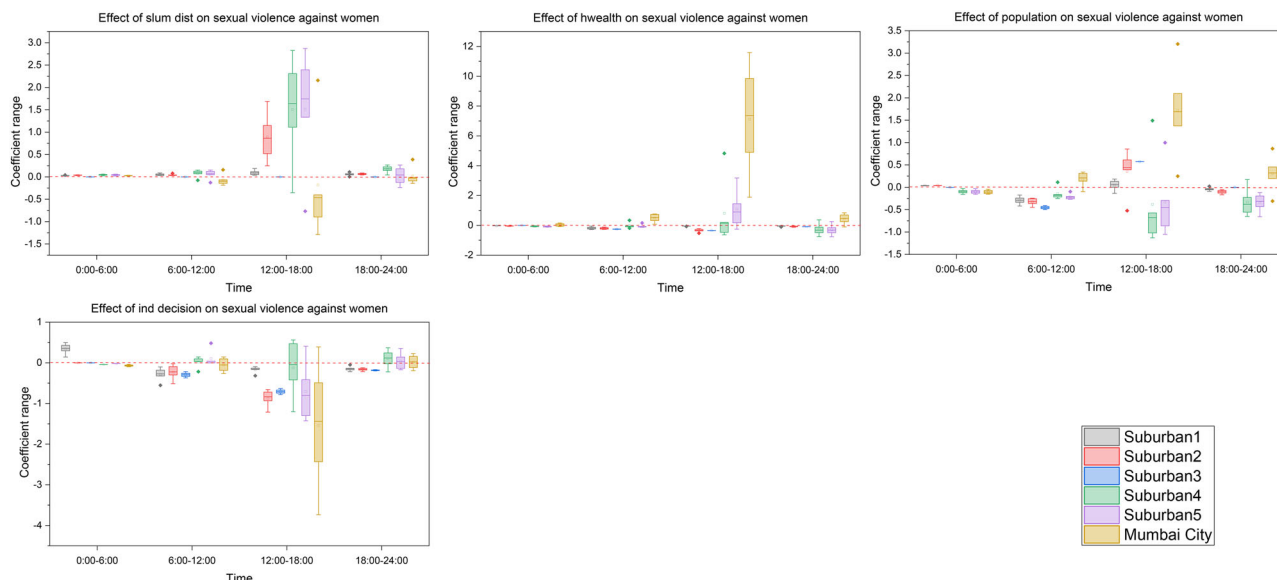 Effect of slum dist on sexual violence against women
Coefficient range
3.0
2.5
2.0
1.5
1.0
0.5
0.0
-0.5
-1.0
-1.5
0:00-6:00 6:00-12:00 12:00-18:00 18:00-24:00
Time
Effect of hwealth on sexual violence against women
Coefficient range
12
10
8
6
4
2
0
-2
0:00-6:00 6:00-12:00 12:00-18:00 18:00-24:00
Time
Effect of population on sexual violence against women
Coefficient range
3.5
3.0
2.5
2.0
1.5
1.0
0.5
0.0
-0.5
-1.0
-1.5
0:00-6:00 6:00-12:00 12:00-18:00 18:00-24:00
Time
Effect of ind decision on sexual violence against women
Coefficient range
1
0
-1
-2
-3
-4
0:00-6:00 6:00-12:00 12:00-18:00 18:00-24:00
Time
Suburban1
Suburban2
Suburban3
Suburban4
Suburban5
Mumbai City